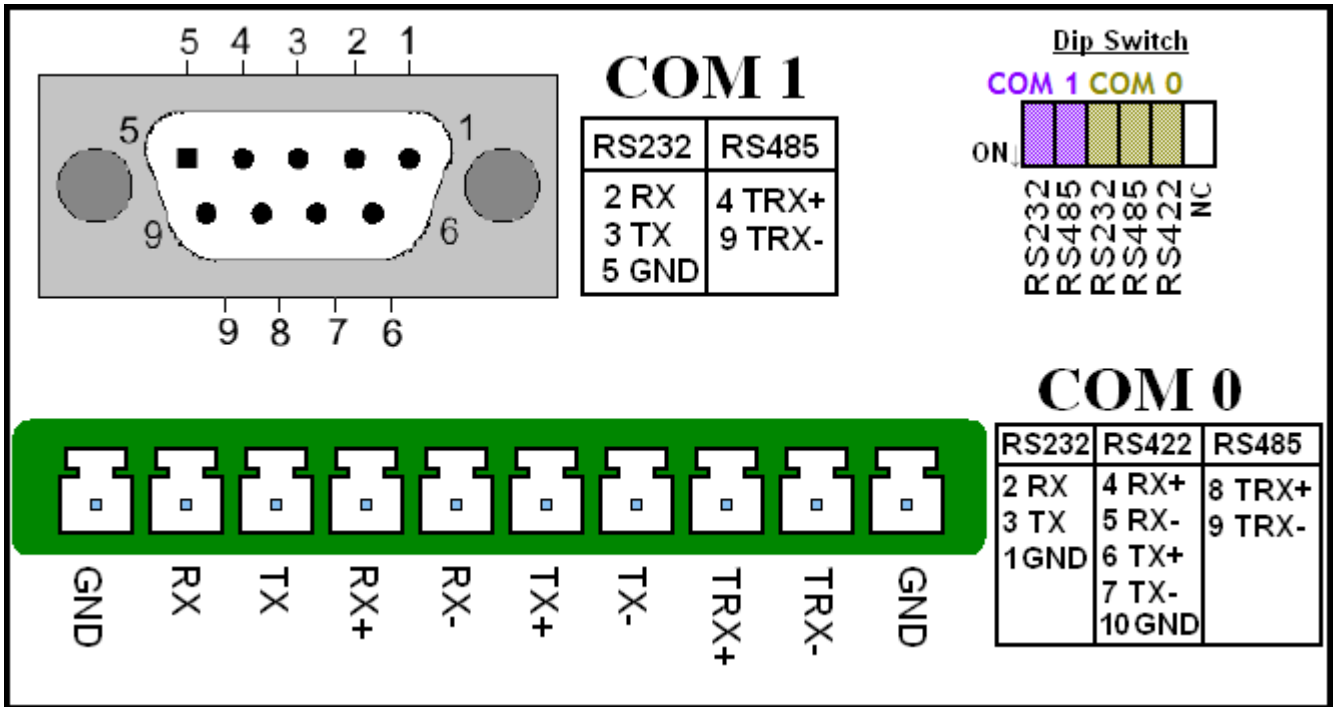 5 4 3 2 1
5 1
9 6
9 8 7 6
COM 1
RS232 RS485
2 RX 4 TRX+
3 TX 9 TRX-
5 GND
Dip Switch
COM 1 COM 0
ON↓
RS232
RS485
RS232
RS485
RS422
NC
COM 0
RS232 RS422 RS485
2 RX 4 RX+ 8 TRX+
3 TX 5 RX- 9 TRX-
1 GND 6 TX+
7 TX-
10 GND
GND
RX
TX
RX+
RX-
TX+
TX-
TRX+
TRX-
GND